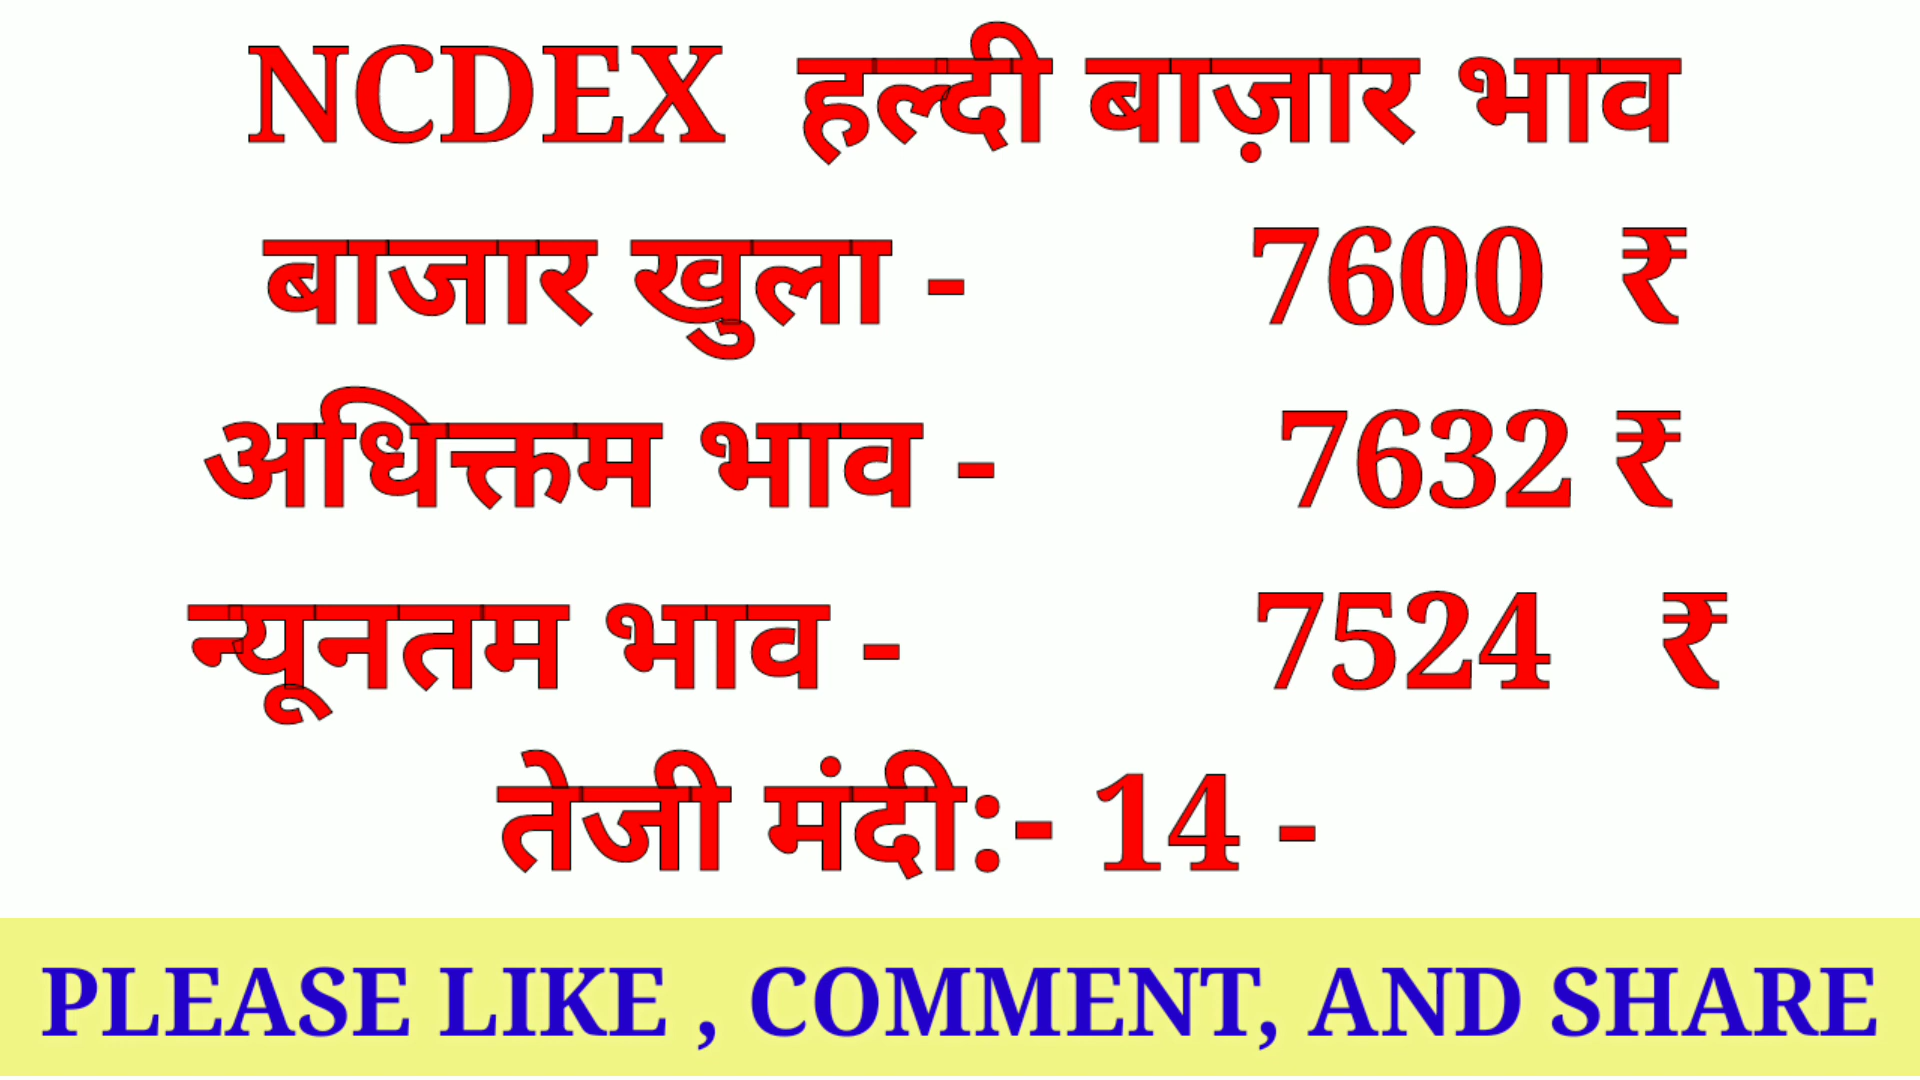 NCDEX हल्दी बाज़ार भाव
बाजार खुला - 7600 ₹
अधिक्तम भाव - 7632 ₹
न्यूनतम भाव - 7524 ₹
तेजी मंदी:- 14 -
PLEASE LIKE , COMMENT, AND SHARE